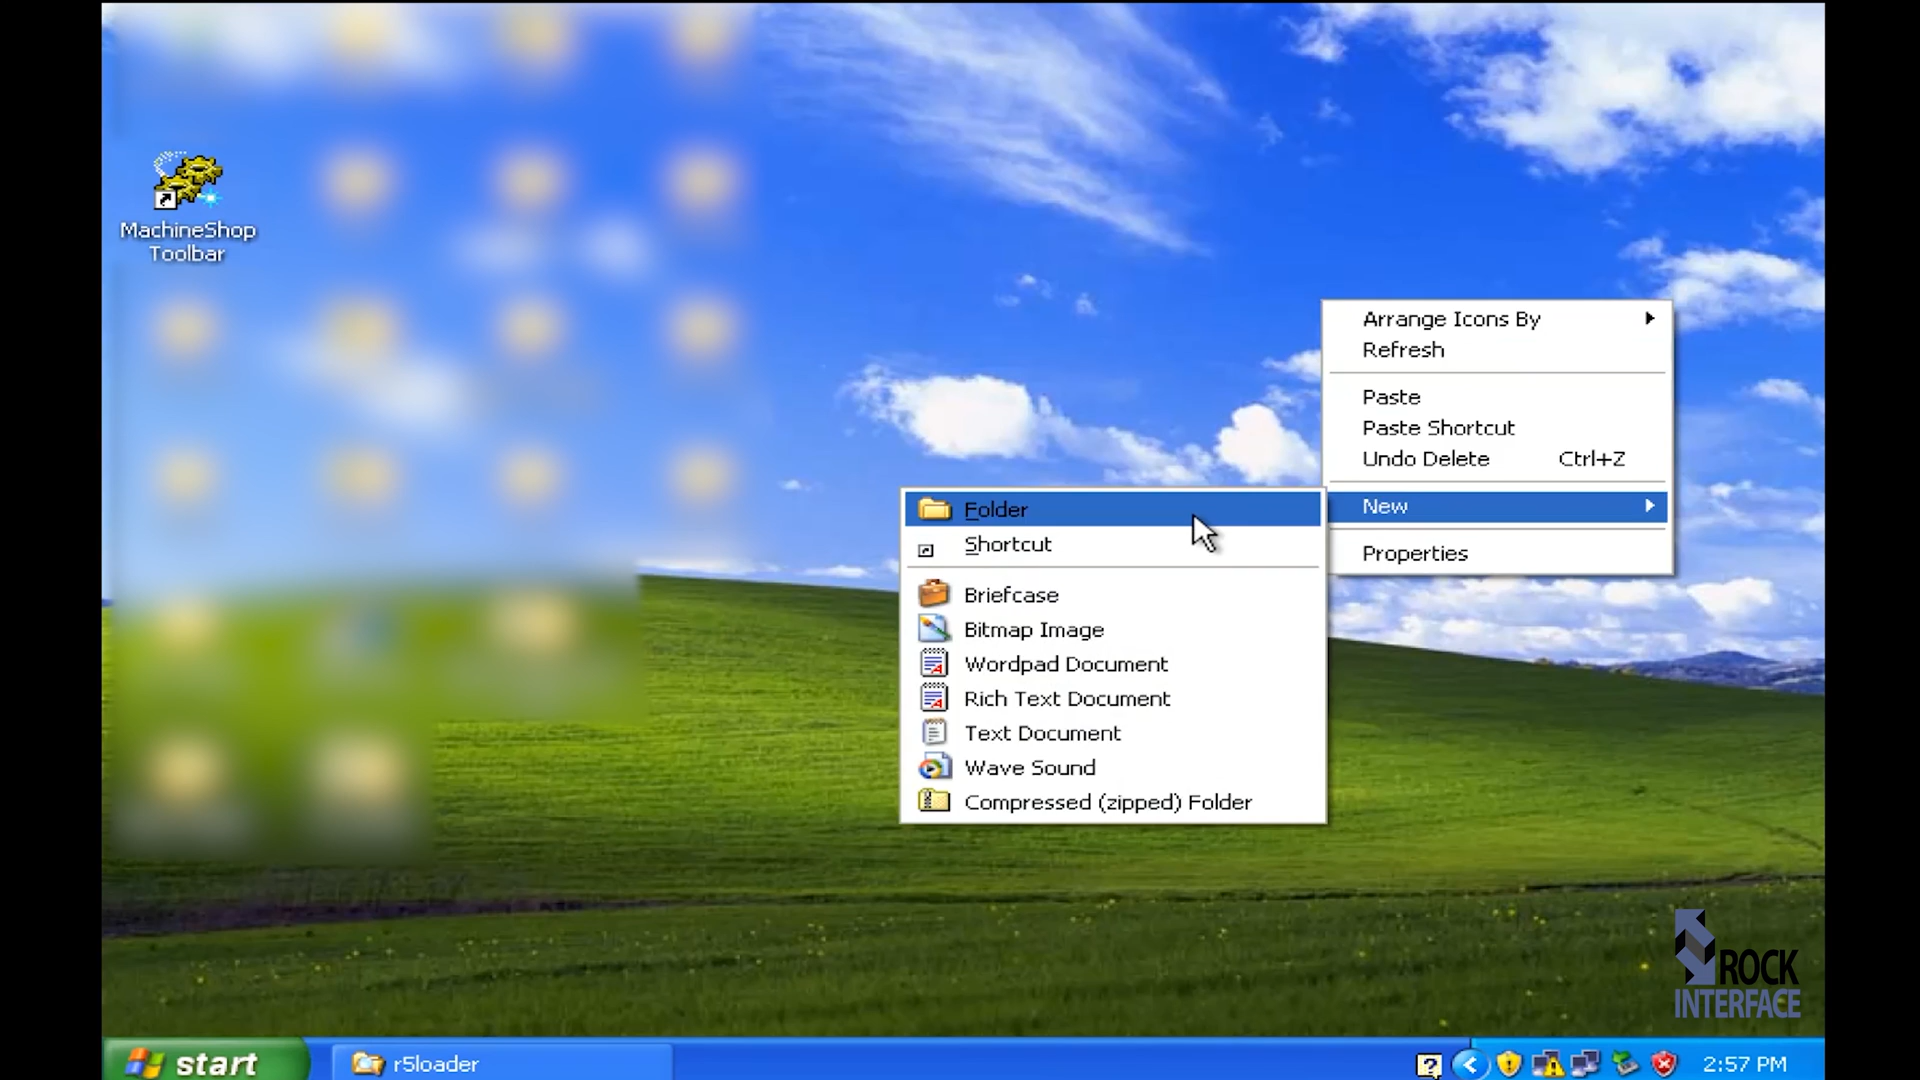 MachineShop
Toolbar
Arrange Icons By
Refresh
Paste
Paste Shortcut
Undo Delete Ctrl+Z
New
Properties
Folder
Shortcut
Briefcase
Bitmap Image
Wordpad Document
Rich Text Document
Text Document
Wave Sound
Compressed (zipped) Folder
ROCK
INTERFACE
start
r5loader
?
2:57 PM